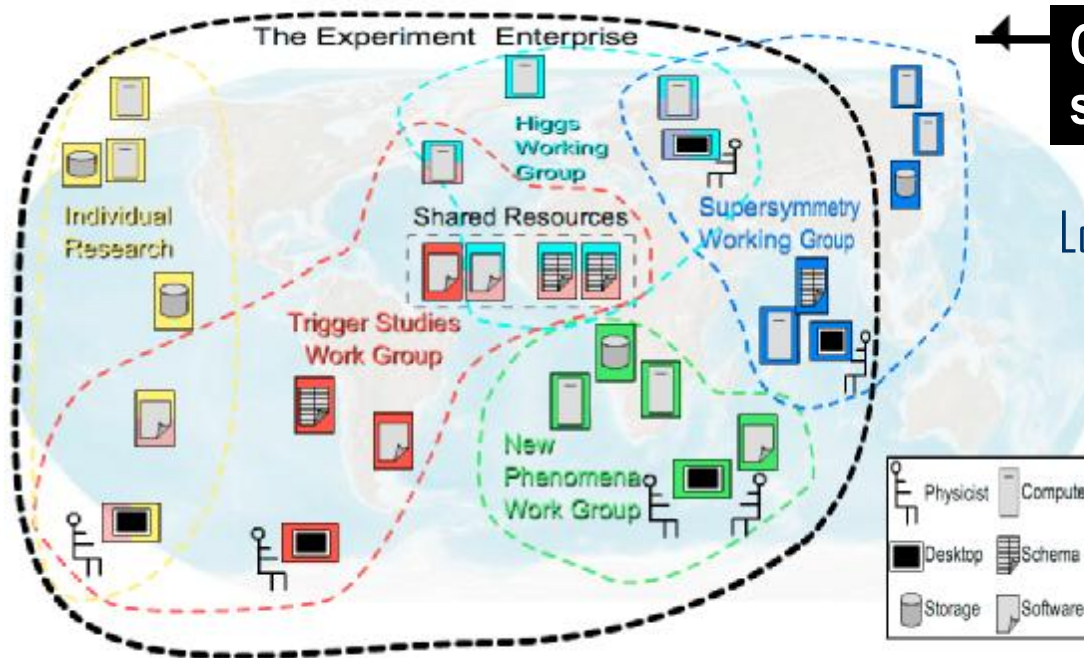 The Experiment Enterprise
Higgs
Working
Group
Individual
Research
Shared Resources
Supersymmetry
Working Group
Trigger Studies
Work Group
New
Phenomena
Work Group
Physicist
Desktop
Schema
Storage
Software